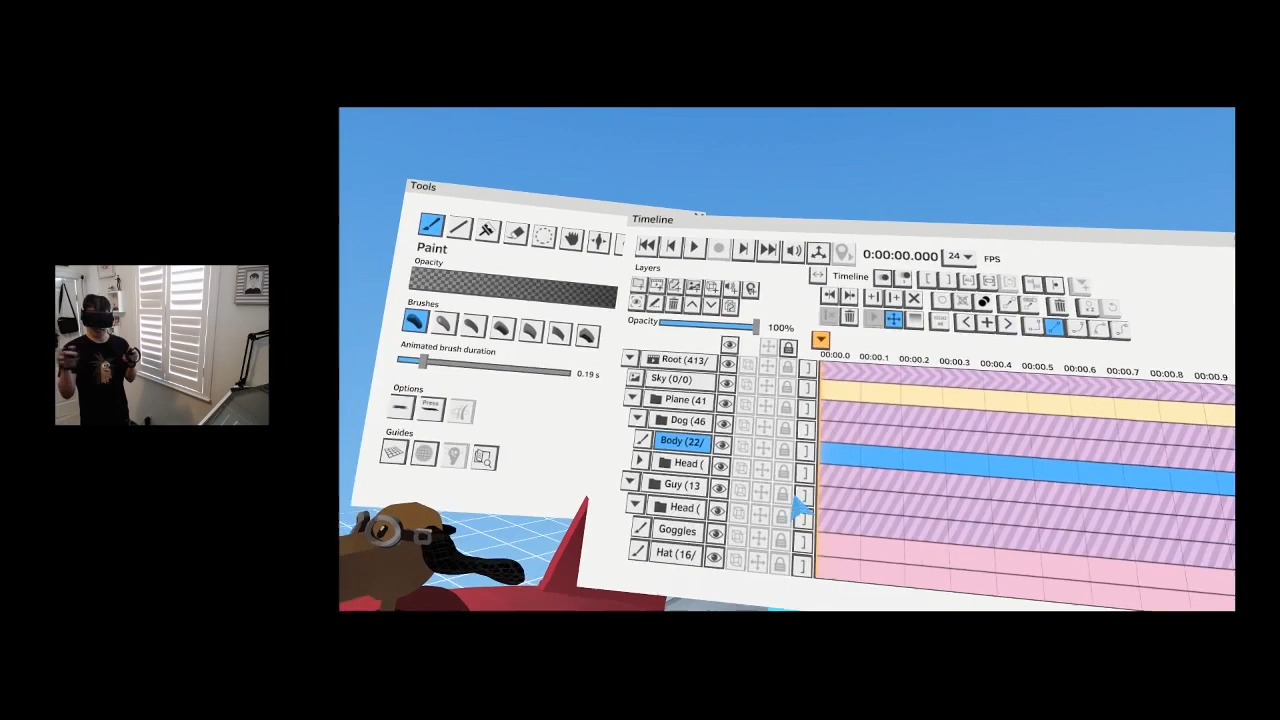 Tools
Paint
Opacity
Brushes
Animated brush duration
0.19 s
Options
Press
Guides
Timeline
0:00:00.000
24
FPS
Layers
Timeline
Opacity
100%
00:00.0 00:00.1 00:00.2 00:00.3 00:00.4 00:00.5 00:00.6 00:00.7 00:00.8 00:00.9
Root (413/
Sky (0/0)
Plane (41
Dog (46
Body (22/
Head (
Guy (13
Head (
Goggles
Hat (16/